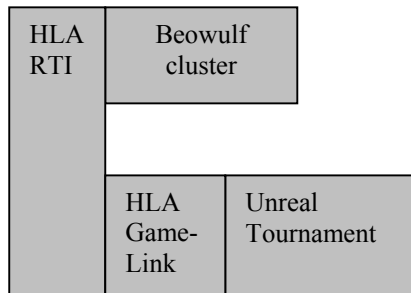 HLA
RTI
Beowulf
cluster
HLA
Game-
Link
Unreal
Tournament